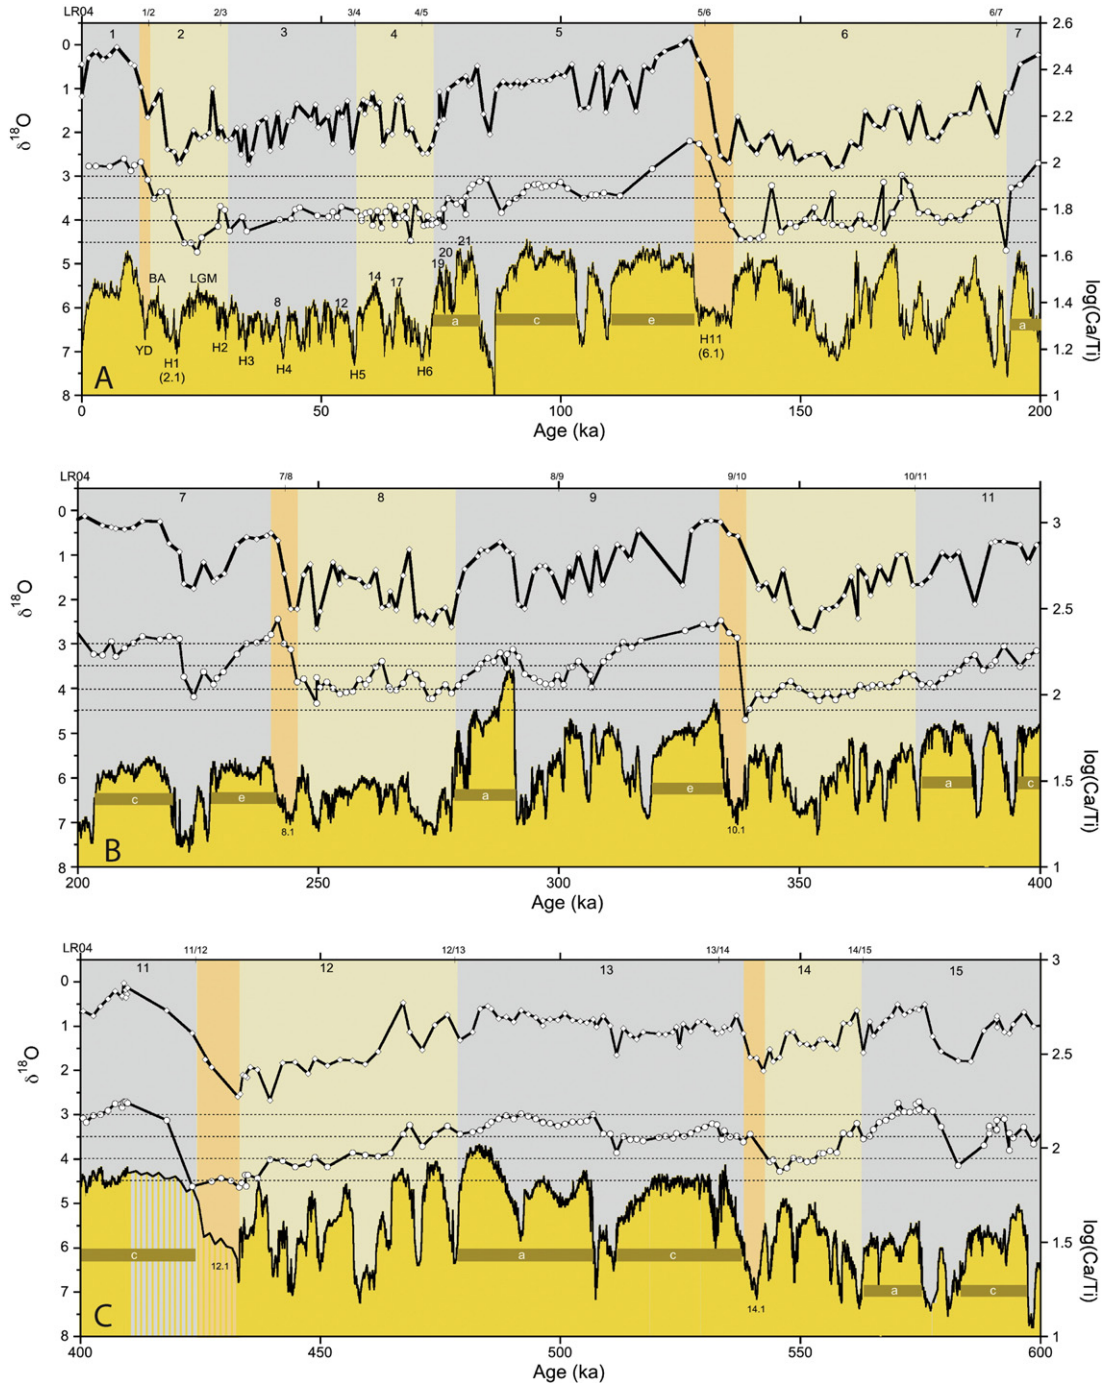 LR04 1/2 2/3 3/4 4/5 5/6 6/7
1 2 3 4 5 6 7
0 1 2 3 4 5 6 7 8
δ18O
2.6 2.4 2.2 2 1.8 1.6 1.4 1.2 1
log(Ca/Ti)
BA LGM 8 12 14 17 19 20 21
a c e a
YD H1 (2.1) H2 H3 H4 H5 H6 H11 (6.1)
A
0 50 100 150 200
Age (ka)
LR04 7/8 8/9 9/10 10/11
7 8 9 11
0 1 2 3 4 5 6 7 8
δ18O
3 2.5 2 1.5 1
log(Ca/Ti)
c e a e a c
8.1 10.1
B
200 250 300 350 400
Age (ka)
LR04 11/12 12/13 13/14 14/15
11 12 13 14 15
0 1 2 3 4 5 6 7 8
δ18O
3 2.5 2 1.5 1
log(Ca/Ti)
c a c a c
12.1 14.1
C
400 450 500 550 600
Age (ka)